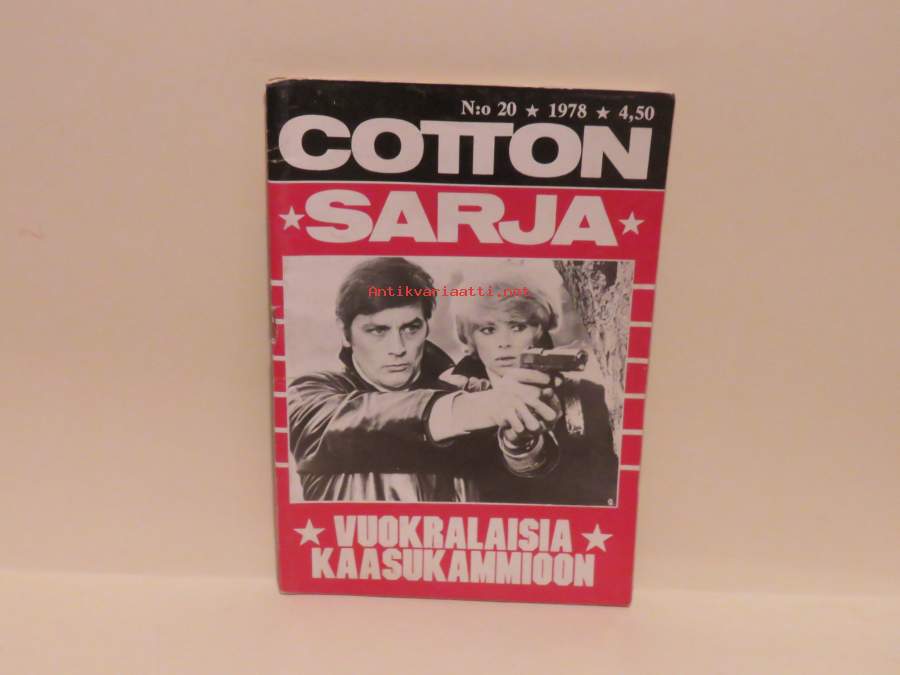 N:o 20 ★ 1978 ★ 4,50
COTTON
★ SARJA ★
Antikvariaatti.net
★ VUOKRALAISIA ★
KAASUKAMMIOON